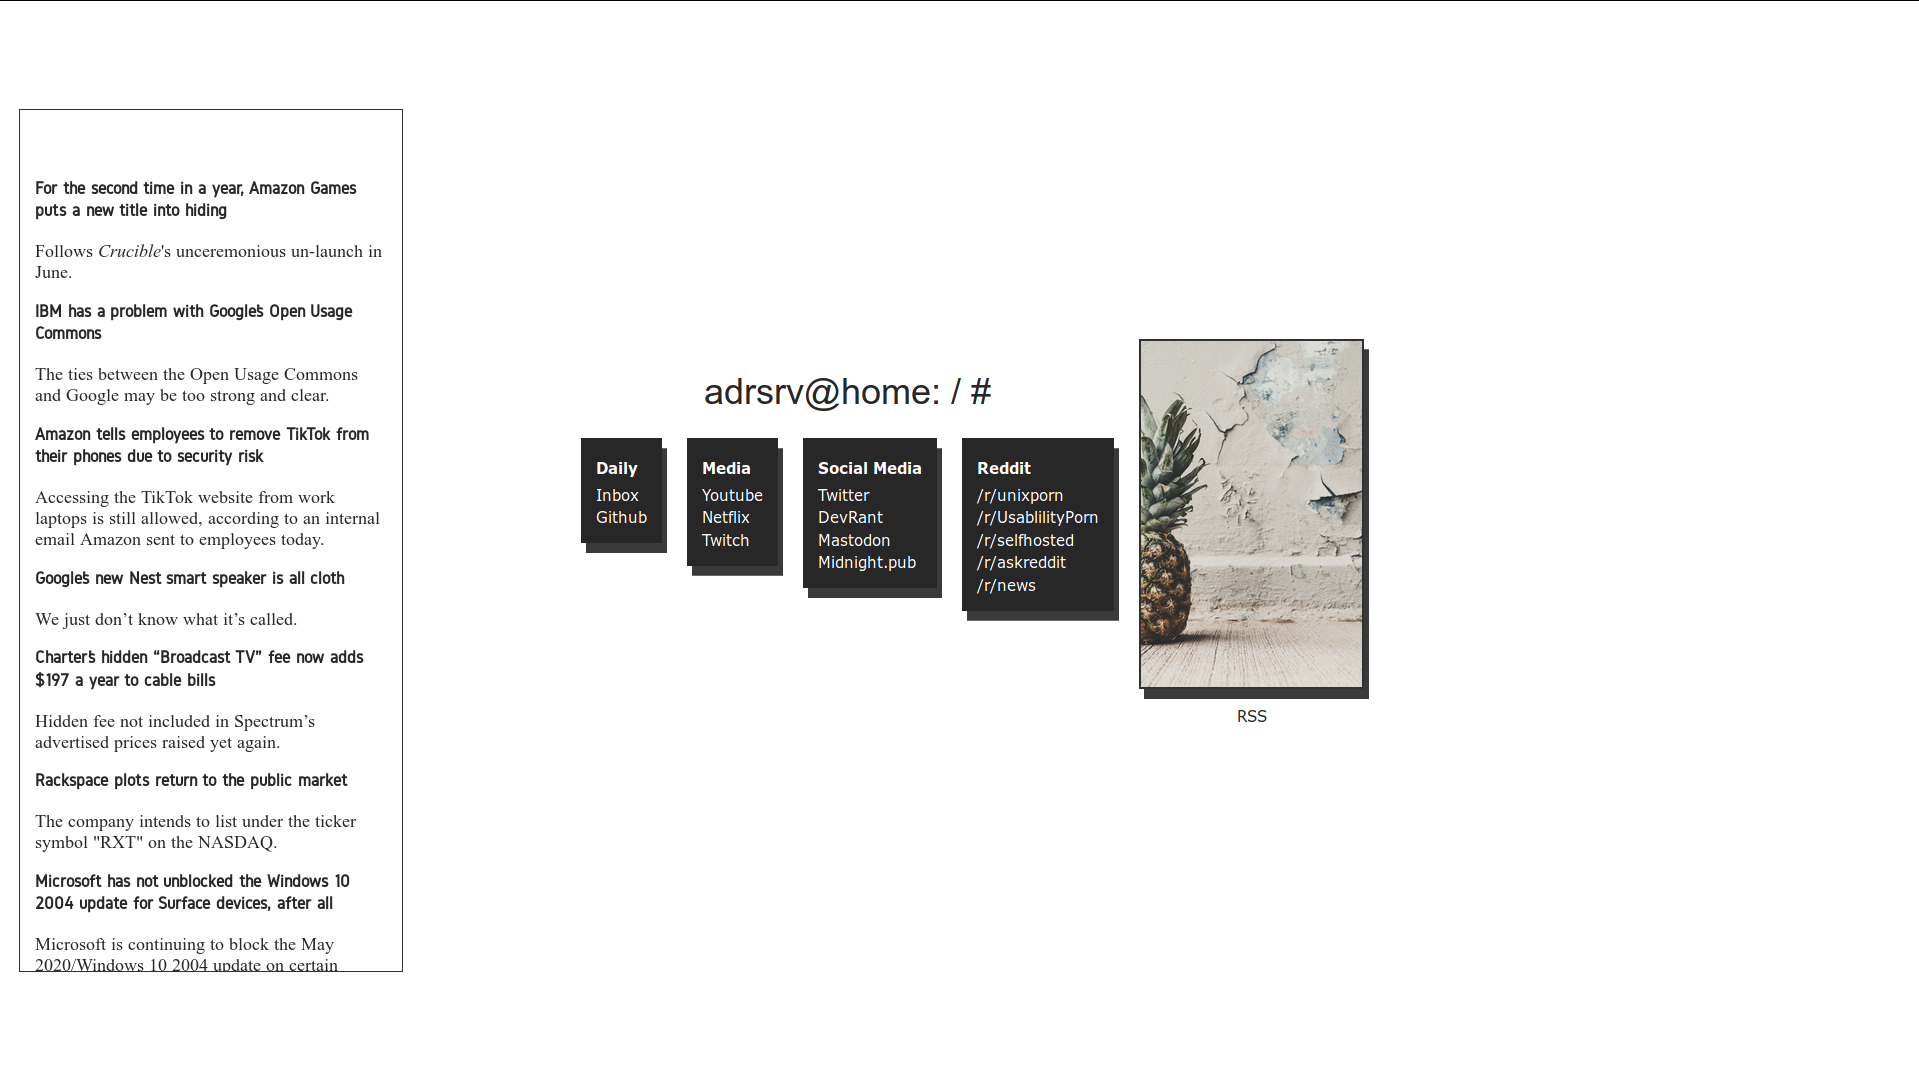 For the second time in a year, Amazon Games
puts a new title into hiding
Follows Crucible's unceremonious un-launch in
June.
IBM has a problem with Google's Open Usage
Commons
The ties between the Open Usage Commons
and Google may be too strong and clear.
Amazon tells employees to remove TikTok from
their phones due to security risk
Accessing the TikTok website from work
laptops is still allowed, according to an internal
email Amazon sent to employees today.
Google's new Nest smart speaker is all cloth
We just don’t know what it’s called.
Charter's hidden “Broadcast TV” fee now adds
$197 a year to cable bills
Hidden fee not included in Spectrum’s
advertised prices raised yet again.
Rackspace plots return to the public market
The company intends to list under the ticker
symbol "RXT" on the NASDAQ.
Microsoft has not unblocked the Windows 10
2004 update for Surface devices, after all
Microsoft is continuing to block the May
2020/Windows 10 2004 update on certain
adrsrv@home: / #
Daily
Inbox
Github
Media
Youtube
Netflix
Twitch
Social Media
Twitter
DevRant
Mastodon
Midnight.pub
Reddit
/r/unixporn
/r/UsablilityPorn
/r/selfhosted
/r/askreddit
/r/news
RSS